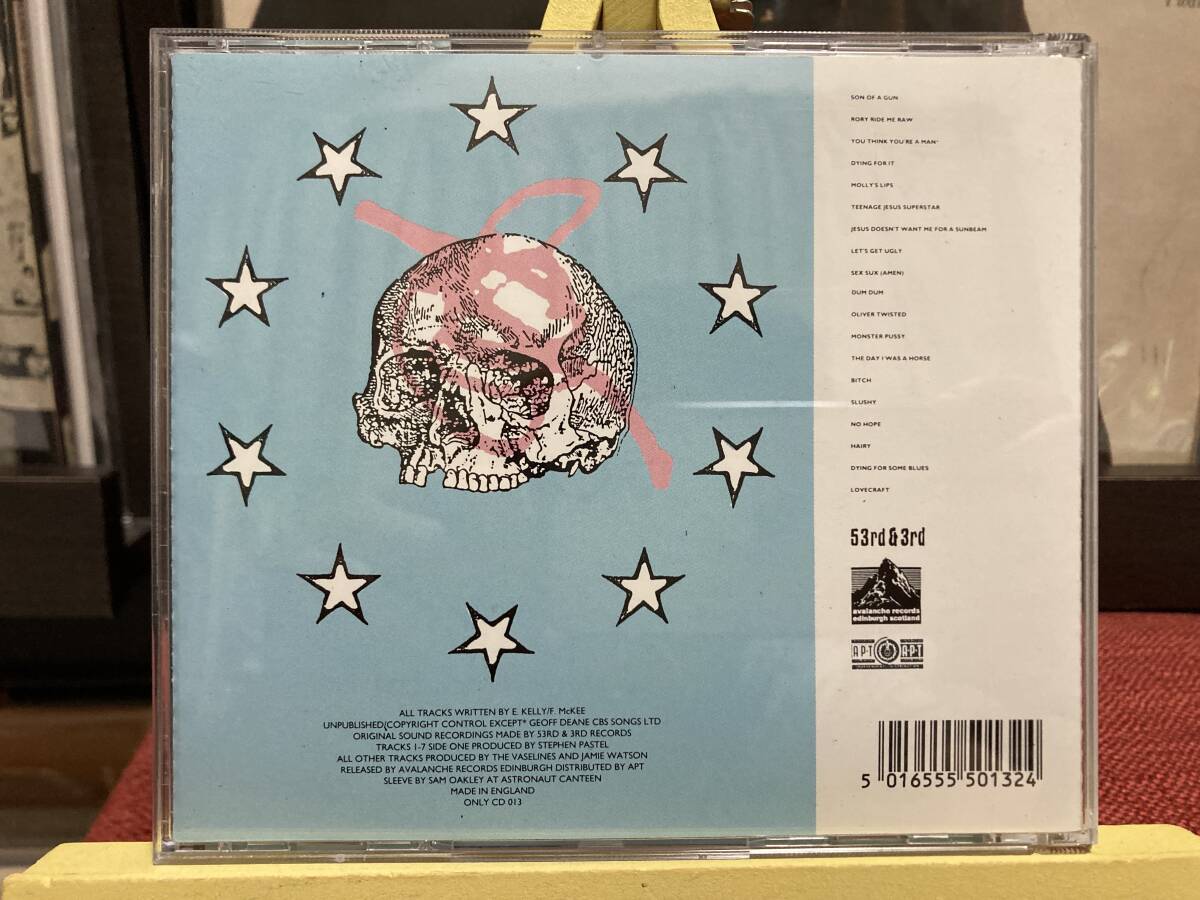 SON OF A GUN
RORY RIDE ME RAW
YOU THINK YOU'RE A MAN*
DYING FOR IT
MOLLY'S LIPS
TEENAGE JESUS SUPERSTAR
JESUS DOESN'T WANT ME FOR A SUNBEAM
LET'S GET UGLY
SEX SUX (AMEN)
DUM DUM
OLIVER TWISTED
MONSTER PUSSY
THE DAY I WAS A HORSE
BITCH
SLUSHY
NO HOPE
HAIRY
DYING FOR SOME BLUES
LOVECRAFT
53rd & 3rd
avalanche records
edinburgh scotland
A·P·T A·P·T
ALL TRACKS WRITTEN BY E. KELLY/F. McKEE
UNPUBLISHED(COPYRIGHT CONTROL EXCEPT* GEOFF DEANE CBS SONGS LTD
ORIGINAL SOUND RECORDINGS MADE BY 53RD & 3RD RECORDS
TRACKS 1-7 SIDE ONE PRODUCED BY STEPHEN PASTEL
ALL OTHER TRACKS PRODUCED BY THE VASELINES AND JAMIE WATSON
RELEASED BY AVALANCHE RECORDS EDINBURGH DISTRIBUTED BY APT
SLEEVE BY SAM OAKLEY AT ASTRONAUT CANTEEN
MADE IN ENGLAND
ONLY CD 013
5 016555 501324